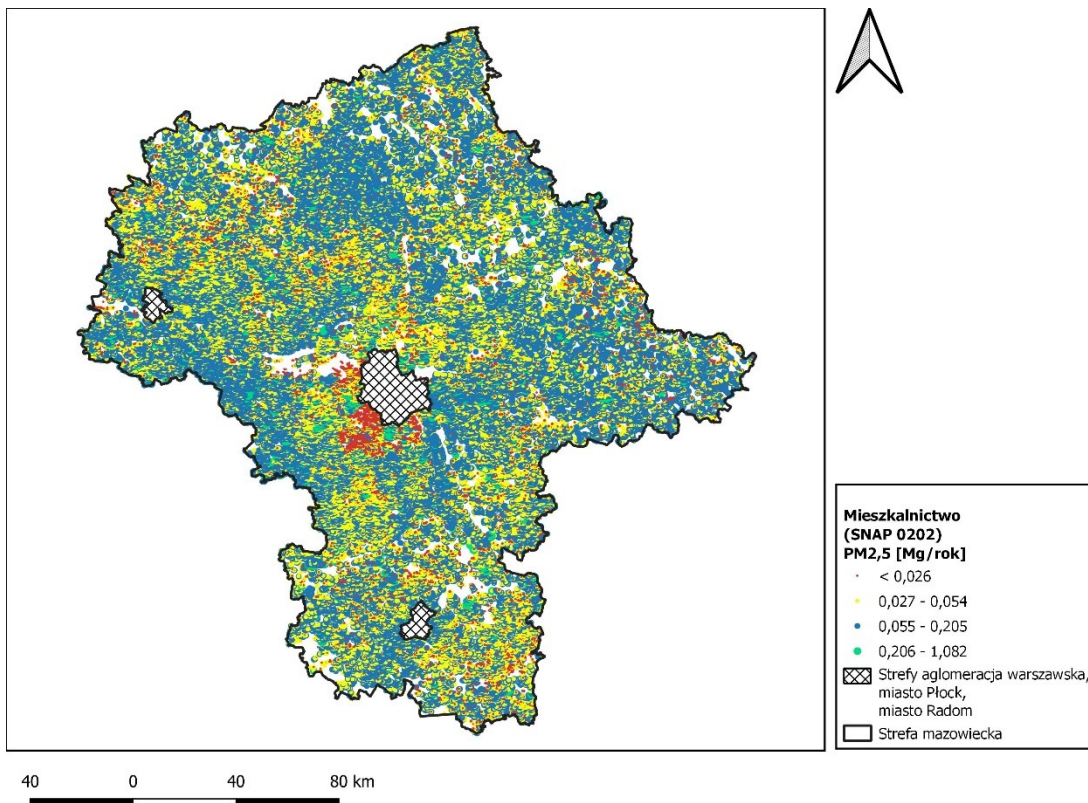 Mieszkalnictwo
(SNAP 0202)
PM2,5 [Mg/rok]
< 0,026
0,027 - 0,054
0,055 - 0,205
0,206 - 1,082
Strefy aglomeracja warszawska,
miasto Płock,
miasto Radom
Strefa mazowiecka
40 0 40 80 km